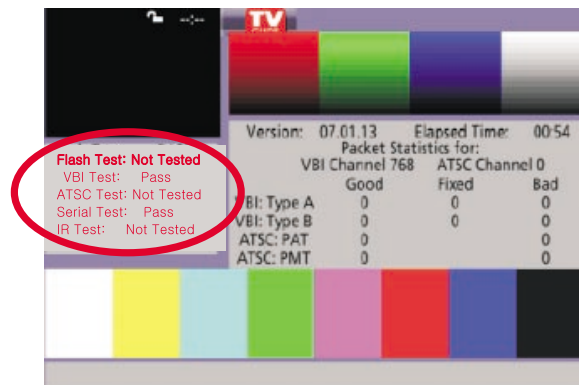 --:--
TV
Version: 07.01.13 Elapsed Time: 00:54
Packet Statistics for:
VBI Channel 768 ATSC Channel 0
Good Fixed Bad
VBI: Type A 0 0 0
VBI: Type B 0 0 0
ATSC: PAT 0 0
ATSC: PMT 0 0
Flash Test: Not Tested
VBI Test: Pass
ATSC Test: Not Tested
Serial Test: Pass
IR Test: Not Tested